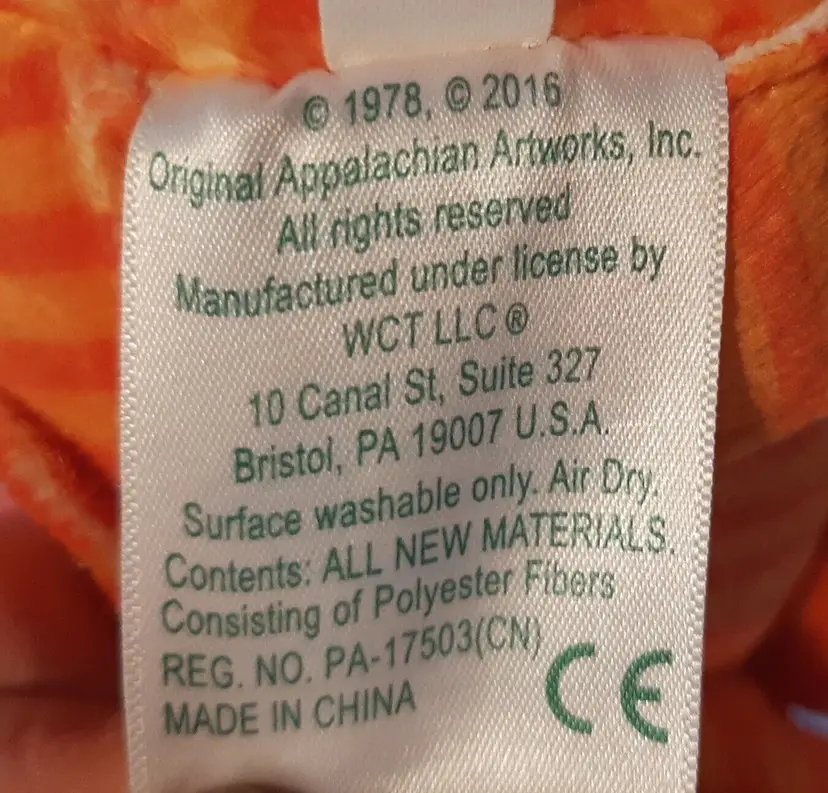 © 1978, © 2016
Original Appalachian Artworks, Inc.
All rights reserved
Manufactured under license by
WCT LLC ®
10 Canal St, Suite 327
Bristol, PA 19007 U.S.A.
Surface washable only. Air Dry.
Contents: ALL NEW MATERIALS.
Consisting of Polyester Fibers
REG. NO. PA-17503(CN)
MADE IN CHINA
CE